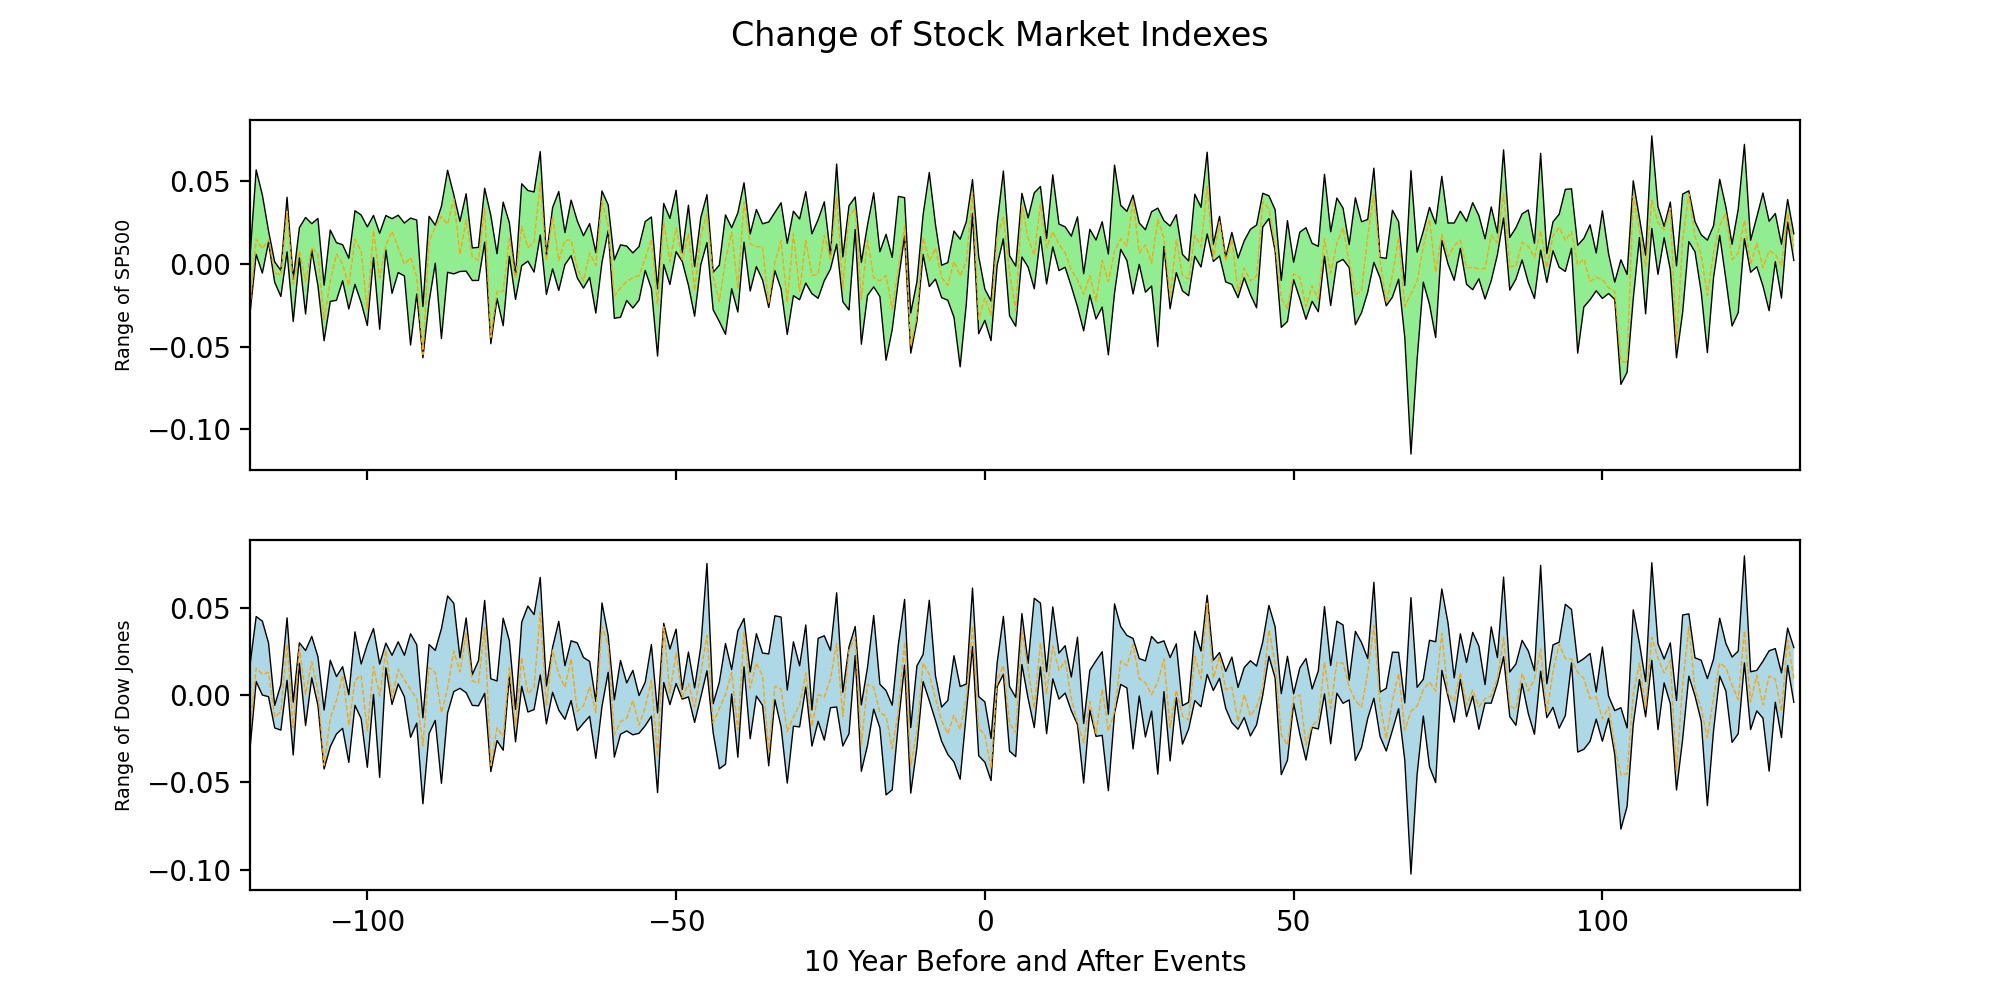 Change of Stock Market Indexes
Range of SP500
0.05
0.00
−0.05
−0.10
Range of Dow Jones
0.05
0.00
−0.05
−0.10
−100 −50 0 50 100
10 Year Before and After Events